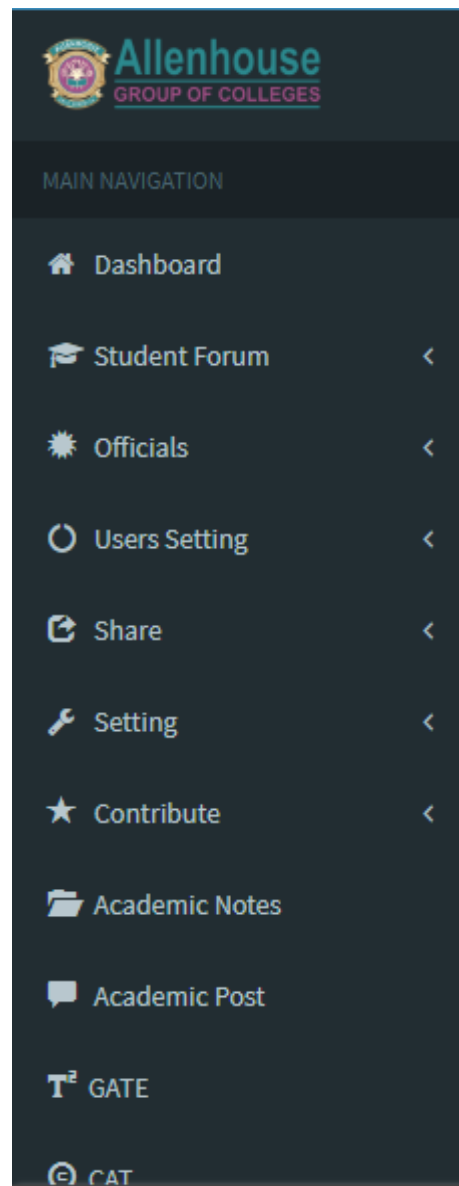 Allenhouse
GROUP OF COLLEGES
MAIN NAVIGATION
Dashboard
Student Forum
Officials
Users Setting
Share
Setting
Contribute
Academic Notes
Academic Post
GATE
CAT